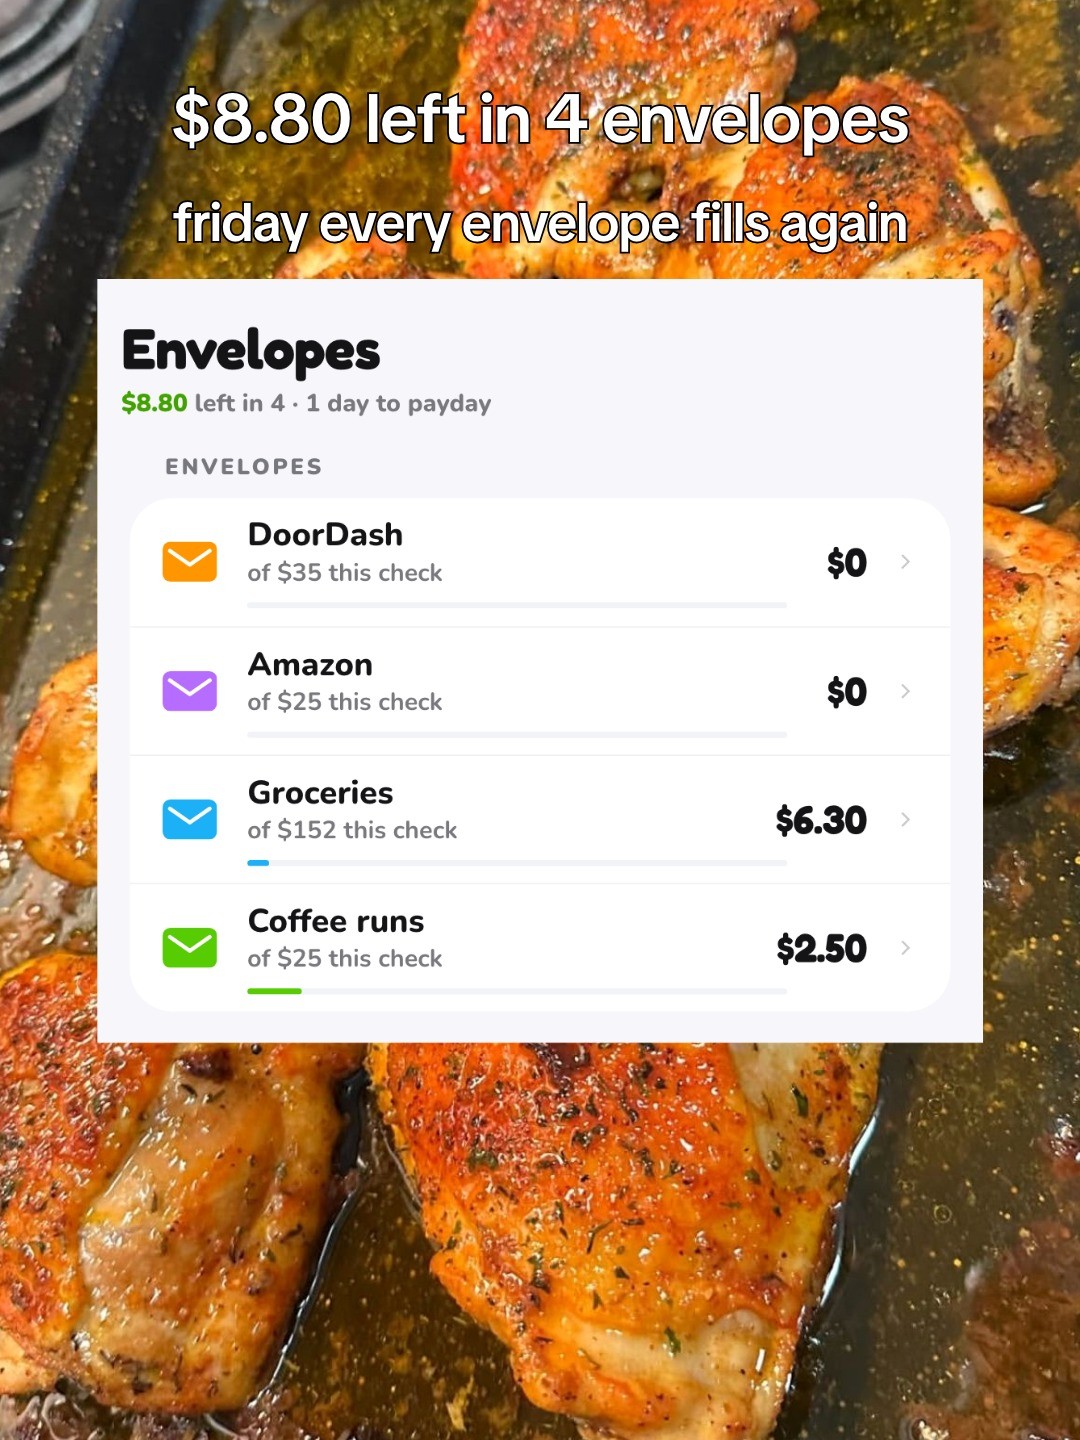 $8.80 left in 4 envelopes
friday every envelope fills again
Envelopes
$8.80 left in 4 · 1 day to payday
ENVELOPES
DoorDash
of $35 this check
$0
Amazon
of $25 this check
$0
Groceries
of $152 this check
$6.30
Coffee runs
of $25 this check
$2.50